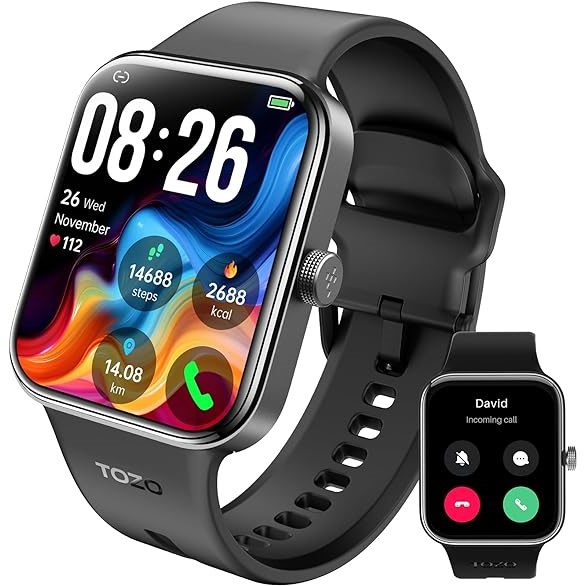 08:26
26 Wed
November
112
14688
steps
2688
kcal
14.08
km
TOZO
David
Incoming call
TOZO